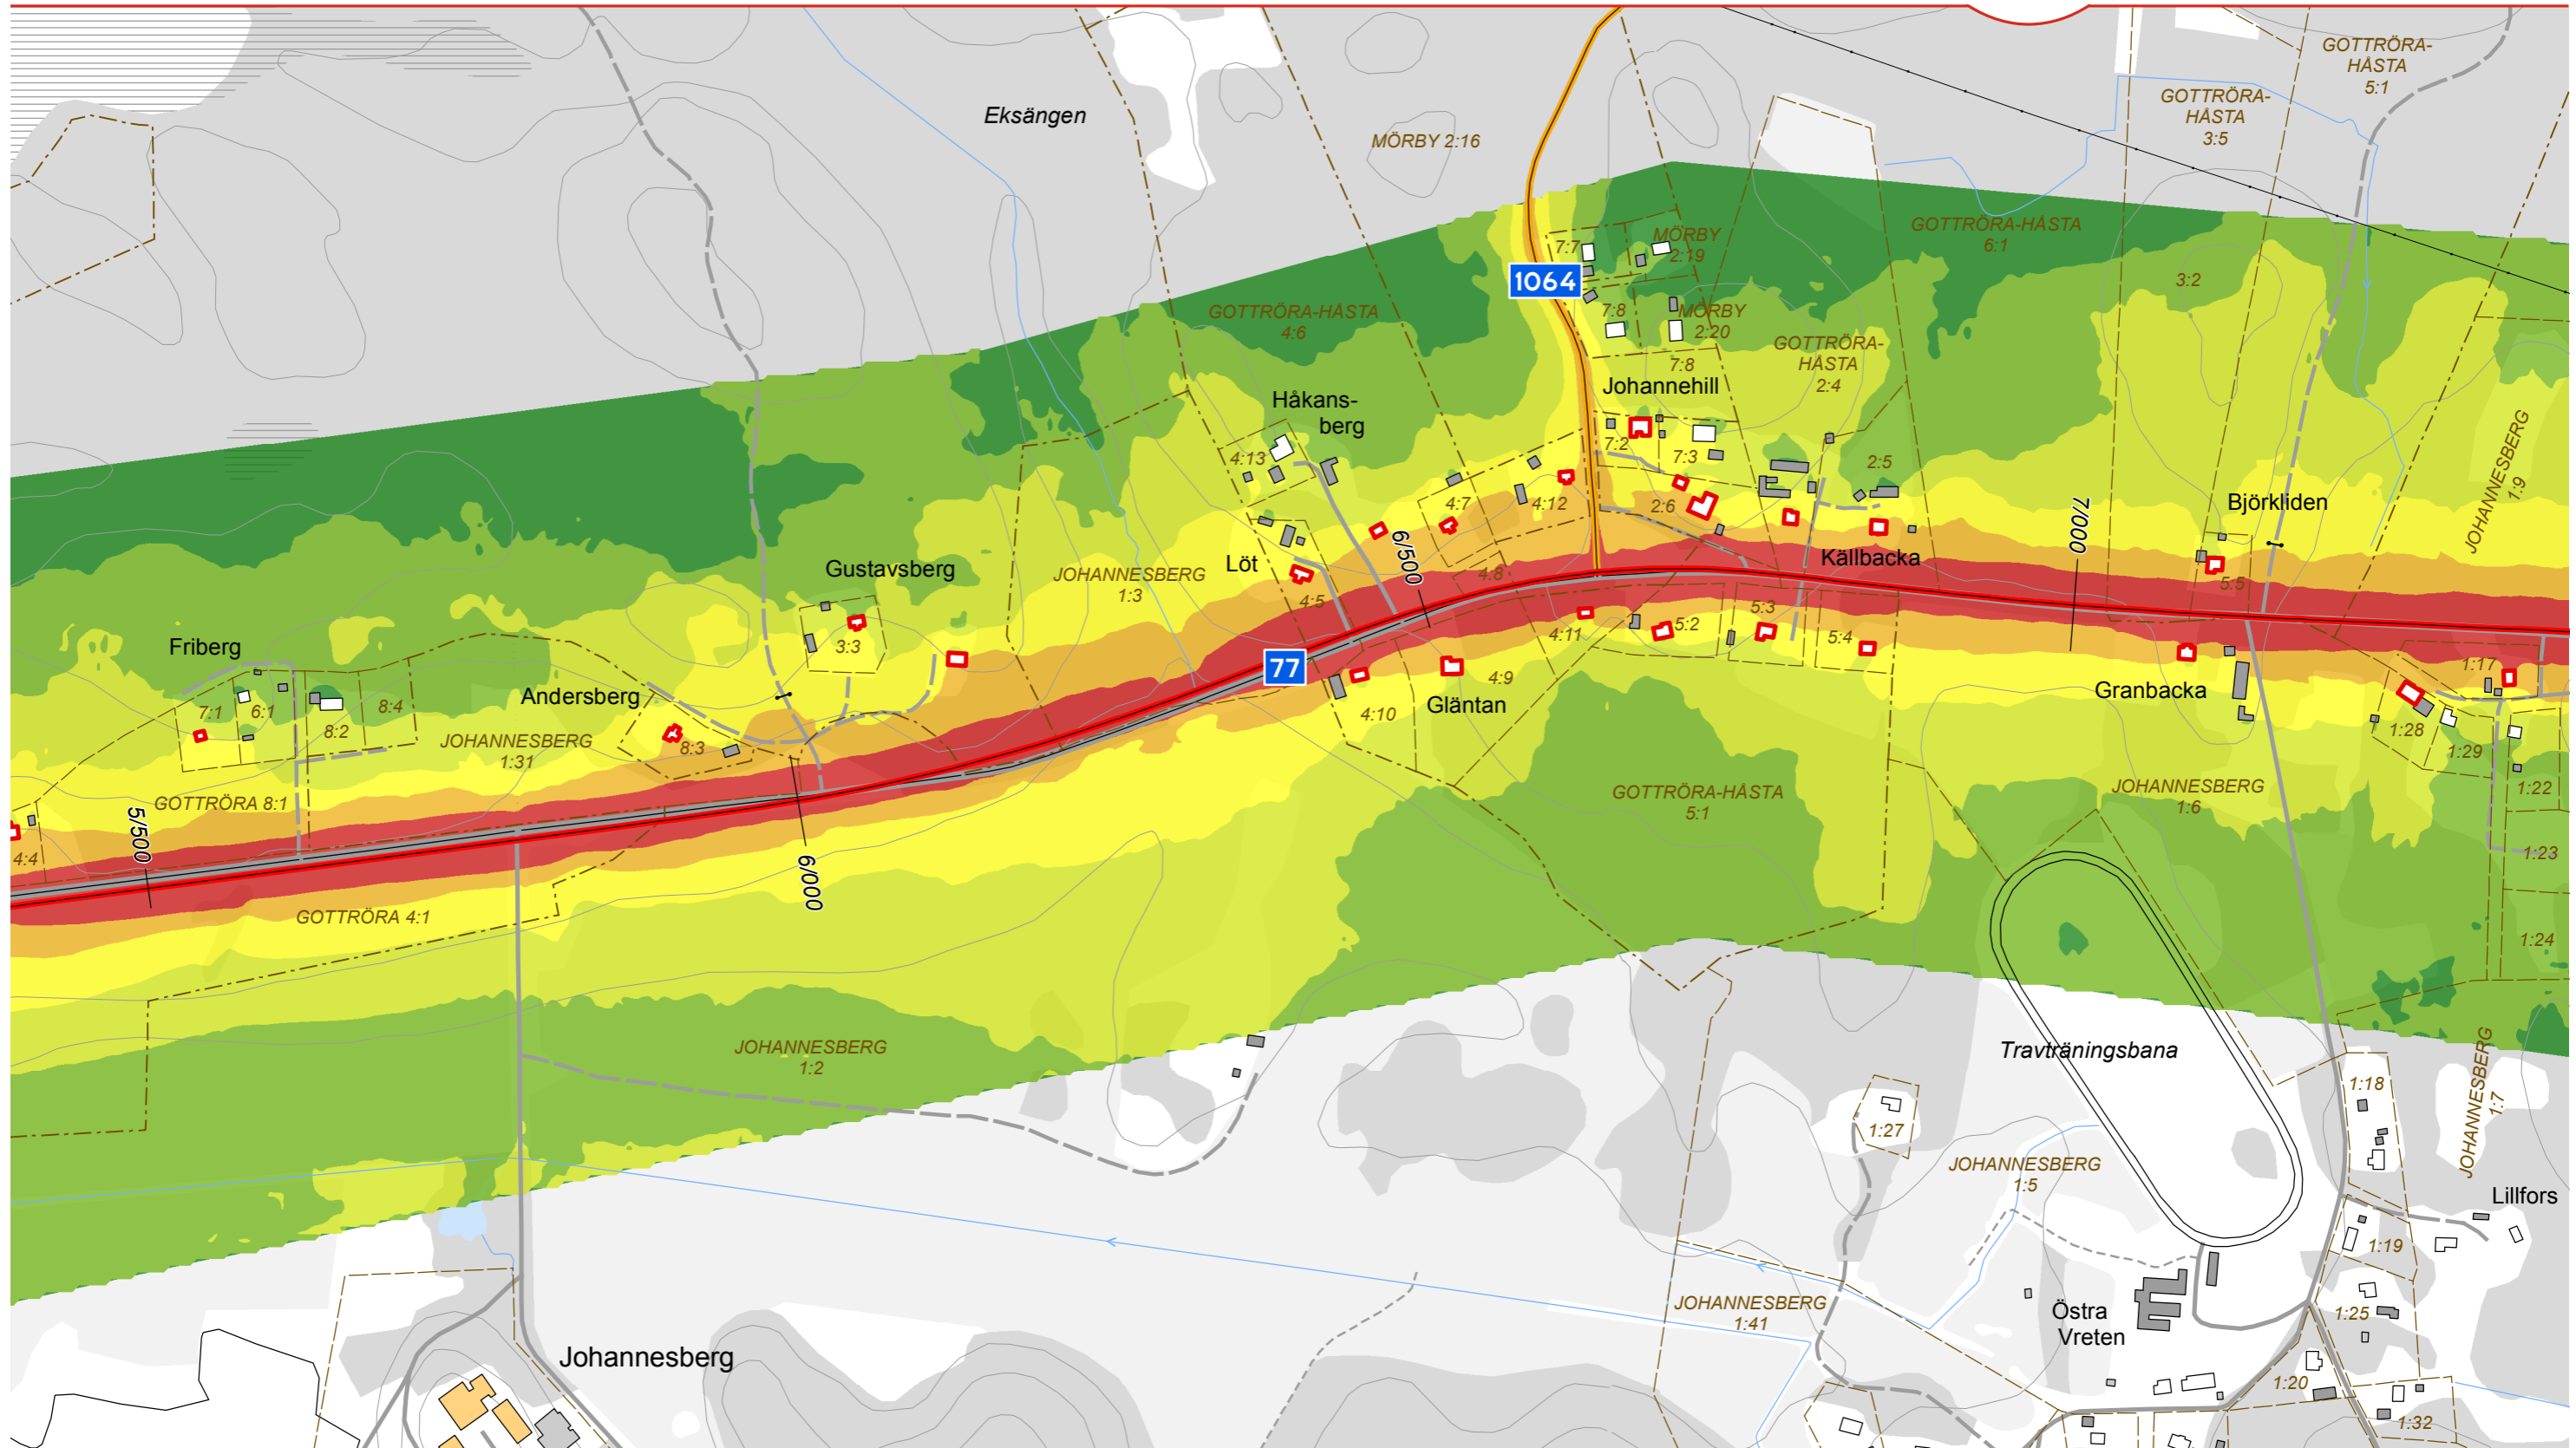 GOTTRÖRA-
HÅSTA
5:1
GOTTRÖRA-
HÅSTA
3:5
Eksängen
MÖRBY 2:16
GOTTRÖRA-HÅSTA
6:1
7:7
MÖRBY
2:19
1064
3:2
GOTTRÖRA-HÅSTA
4:6
7:8
MÖRBY
2:20
GOTTRÖRA-
HÅSTA
2:4
7:8
Johannehill
Håkans-
berg
7:2
7:3
4:13
2:5
JOHANNESBERG
1:9
4:7
4:12
2:6
Björkliden
7/000
6/500
Källbacka
Löt
4:8
5:5
Gustavsberg
JOHANNESBERG
1:3
4:5
5:3
5:2
4:11
5:4
Friberg
3:3
77
4:9
1:17
Andersberg
Gläntan
Granbacka
7:1
6:1
8:4
8:2
4:10
8:3
1:28
1:29
JOHANNESBERG
1:31
GOTTRÖRA 8:1
5/500
GOTTRÖRA-HÅSTA
5:1
JOHANNESBERG
1:6
1:22
4:4
6/000
1:23
GOTTRÖRA 4:1
1:24
JOHANNESBERG
1:2
Travträningsbana
1:18
JOHANNESBERG
1:7
1:27
JOHANNESBERG
1:5
Lillfors
1:19
JOHANNESBERG
1:41
Östra
Vreten
1:25
Johannesberg
1:20
1:32